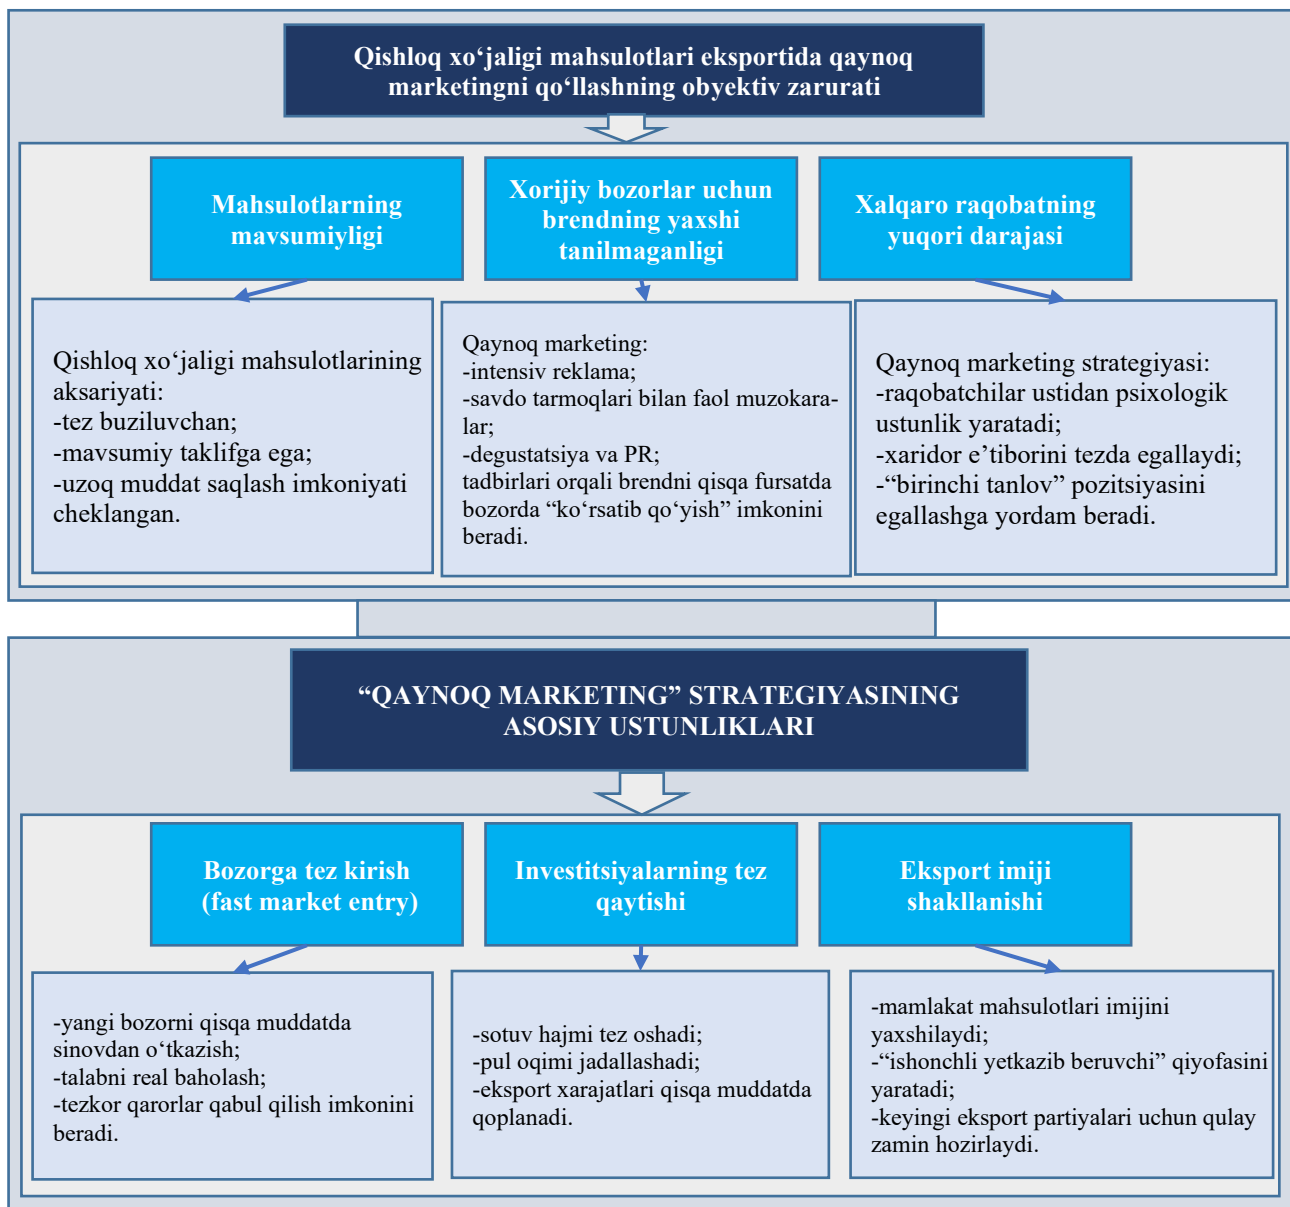 Qishloq xo‘jaligi mahsulotlari eksportida qaynoq
marketingni qo‘llashning obyektiv zarurati
Mahsulotlarning
mavsumiyligi
Xorijiy bozorlar uchun
brendning yaxshi
tanilmaganligi
Xalqaro raqobatning
yuqori darajasi
Qishloq xo‘jaligi mahsulotlarining
aksariyati:
-tez buziluvchan;
-mavsumiy taklifga ega;
-uzoq muddat saqlash imkoniyati
cheklangan.
Qaynoq marketing:
-intensiv reklama;
-savdo tarmoqlari bilan faol muzokara-
lar;
-degustatsiya va PR;
tadbirlari orqali brendni qisqa fursatda
bozorda “ko‘rsatib qo‘yish” imkonini
beradi.
Qaynoq marketing strategiyasi:
-raqobatchilar ustidan psixologik
ustunlik yaratadi;
-xaridor e’tiborini tezda egallaydi;
-“birinchi tanlov” pozitsiyasini
egallashga yordam beradi.
“QAYNOQ MARKETING” STRATEGIYASINING
ASOSIY USTUNLIKLARI
Bozorga tez kirish
(fast market entry)
Investitsiyalarning tez
qaytishi
Eksport imiji
shakllanishi
-yangi bozorni qisqa muddatda
sinovdan o‘tkazish;
-talabni real baholash;
-tezkor qarorlar qabul qilish imkonini
beradi.
-sotuv hajmi tez oshadi;
-pul oqimi jadallashadi;
-eksport xarajatlari qisqa muddatda
qoplanadi.
-mamlakat mahsulotlari imijini
yaxshilaydi;
-“ishonchli yetkazib beruvchi” qiyofasini
yaratadi;
-keyingi eksport partiyalari uchun qulay
zamin hozirlaydi.